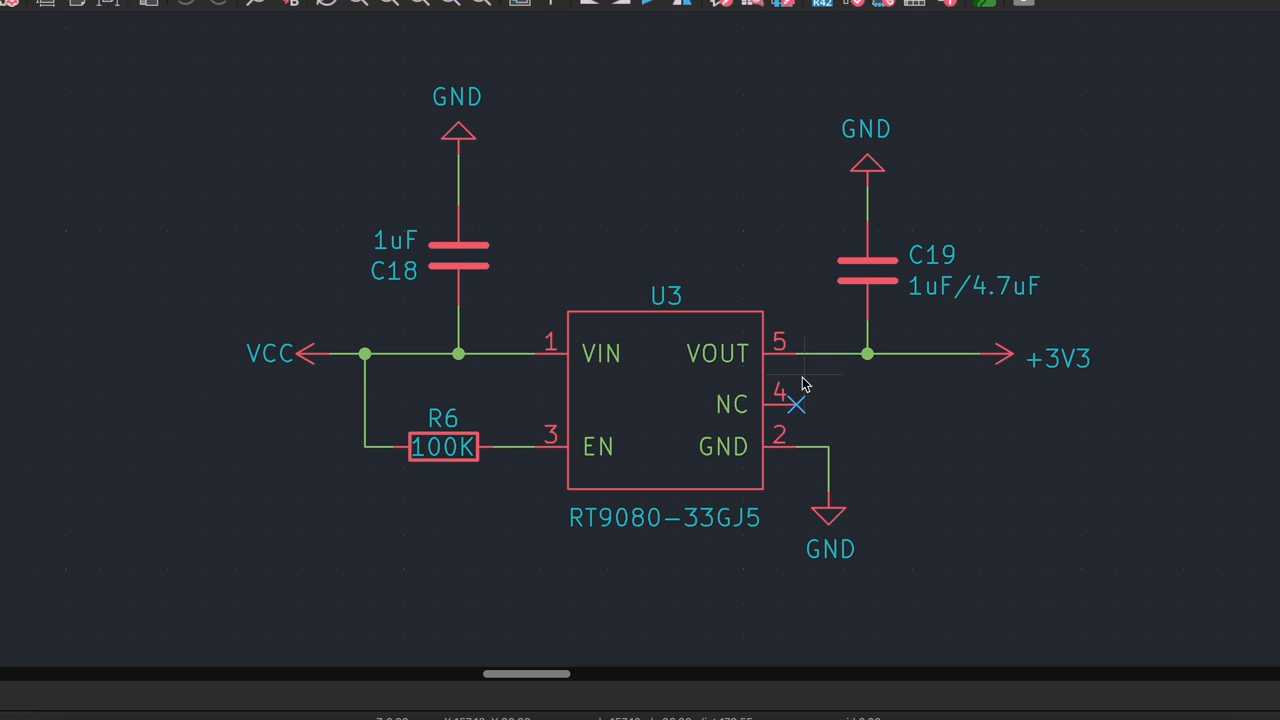 R42
GND
GND
1uF
C18
C19
1uF/4.7uF
U3
VCC
1
VIN
VOUT
5
+3V3
NC
4
R6
100K
3
EN
GND
2
RT9080-33GJ5
GND